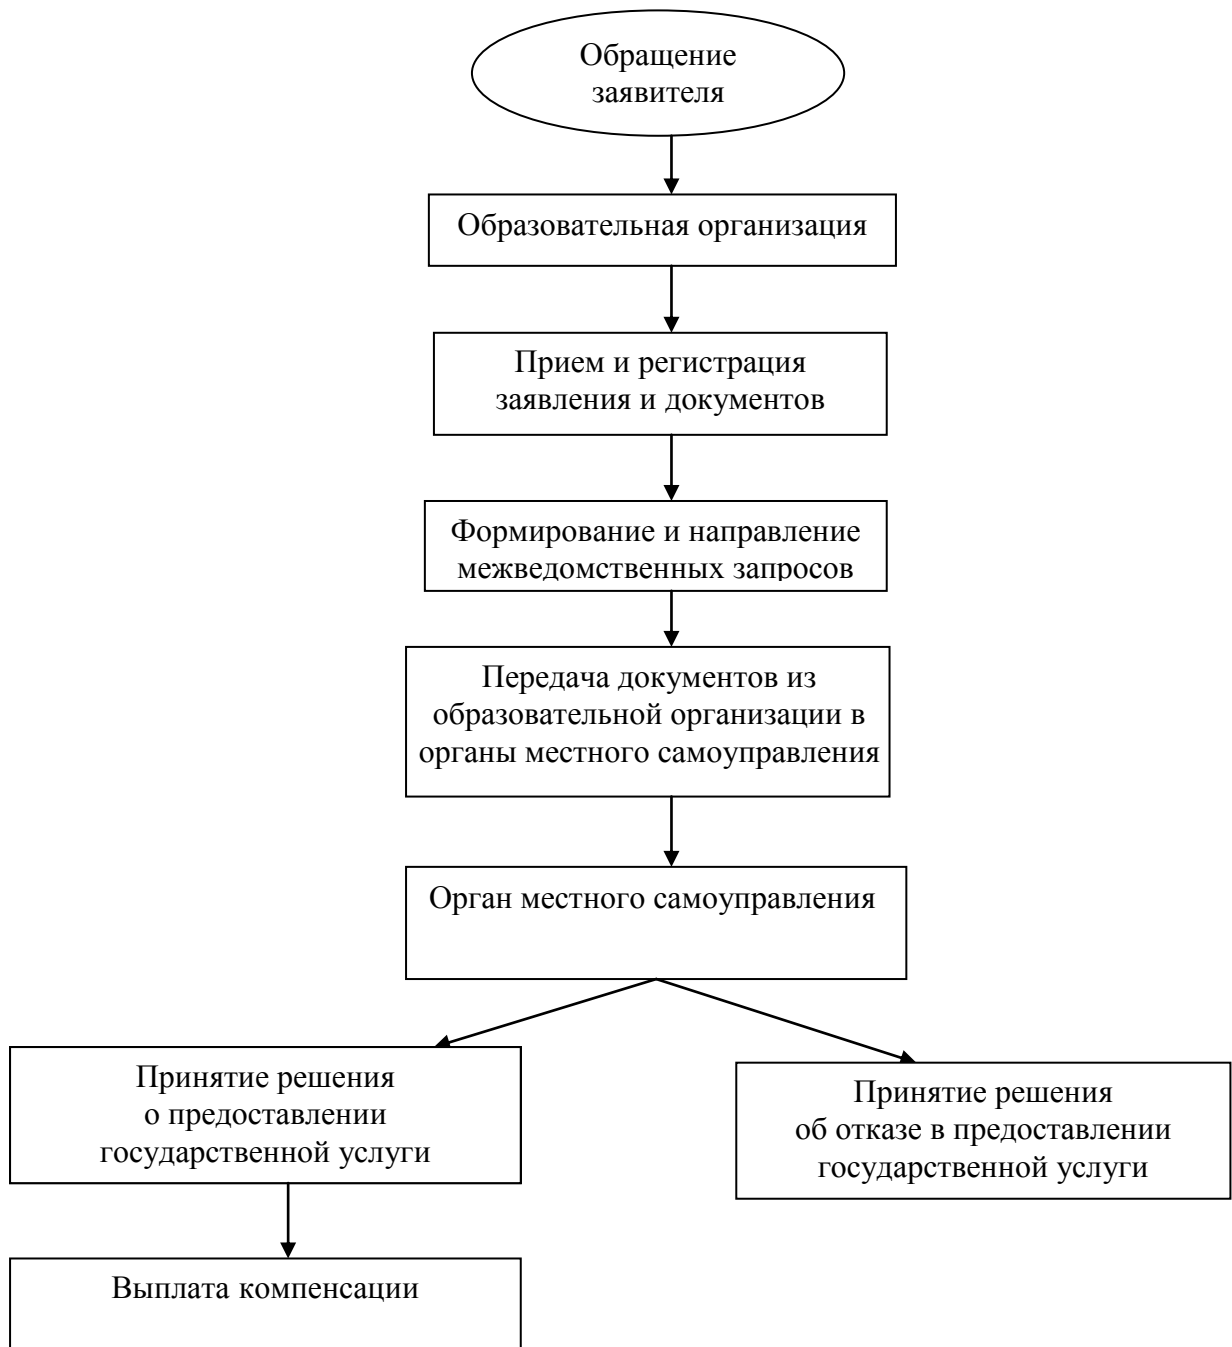 Обращение
заявителя
Образовательная организация
Прием и регистрация
заявления и документов
Формирование и направление
межведомственных запросов
Передача документов из
образовательной организации в
органы местного самоуправления
Орган местного самоуправления
Принятие решения
о предоставлении
государственной услуги
Принятие решения
об отказе в предоставлении
государственной услуги
Выплата компенсации